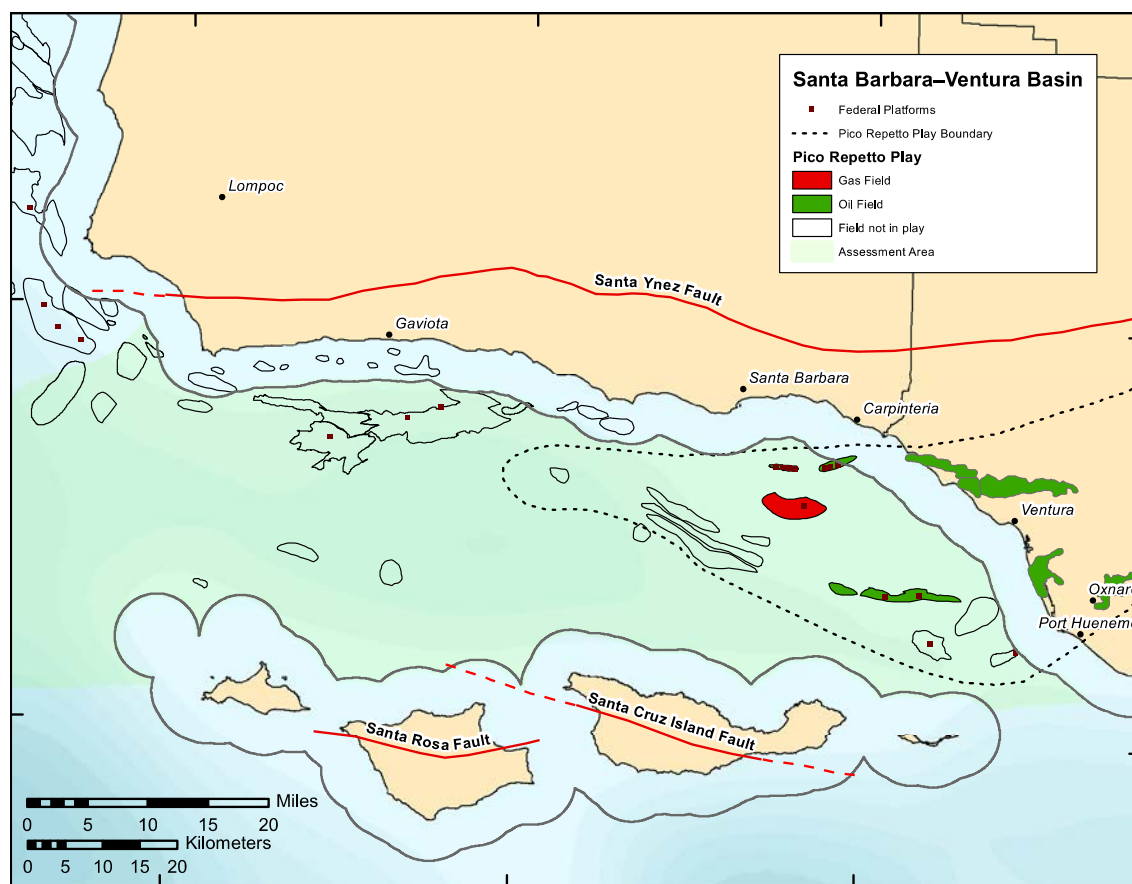 Santa Barbara–Ventura Basin
Federal Platforms
Pico Repetto Play Boundary
Pico Repetto Play
Gas Field
Oil Field
Field not in play
Assessment Area
Lompoc
Santa Ynez Fault
Gaviota
Santa Barbara
Carpinteria
Ventura
Oxnard
Port Hueneme
Santa Cruz Island Fault
Santa Rosa Fault
Miles
0 5 10 15 20
Kilometers
0 5 10 15 20